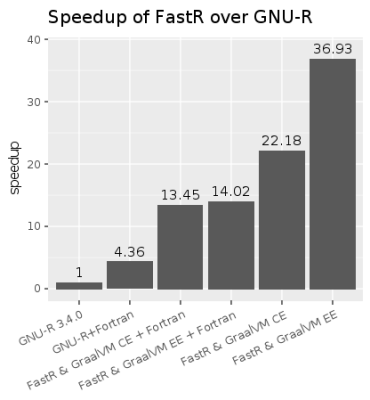 Speedup of FastR over GNU-R
40
30
20
10
0
speedup
1
4.36
13.45
14.02
22.18
36.93
GNU-R 3.4.0
GNU-R+Fortran
FastR & GraalVM CE + Fortran
FastR & GraalVM EE + Fortran
FastR & GraalVM CE
FastR & GraalVM EE